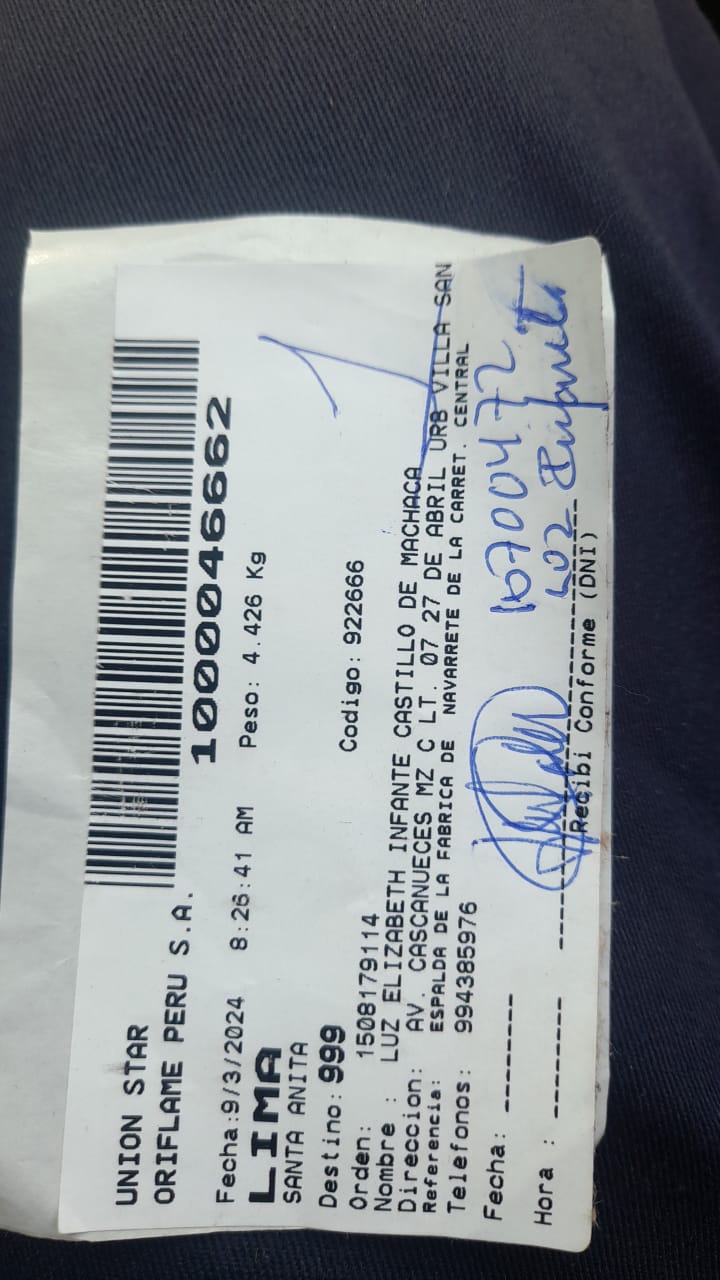 UNION STAR
ORIFLAME PERU S.A.
1000046662
Fecha:9/3/2024 8:26:41 AM Peso: 4.426 Kg
LIMA
SANTA ANITA
Destino: 999 Codigo: 922666
Orden: 1508179114
Nombre : LUZ ELIZABETH INFANTE CASTILLO DE MACHACA
Direccion: AV. CASCANUECES MZ C LT. 07 27 DE ABRIL URB VILLA SAN
Referencia: ESPALDA DE LA FABRICA DE NAVARRETE DE LA CARRET. CENTRAL
Telefonos: 994385976
Fecha: ---------
16700472
Luz Infante
Hora : ---------
Recibi Conforme (DNI)